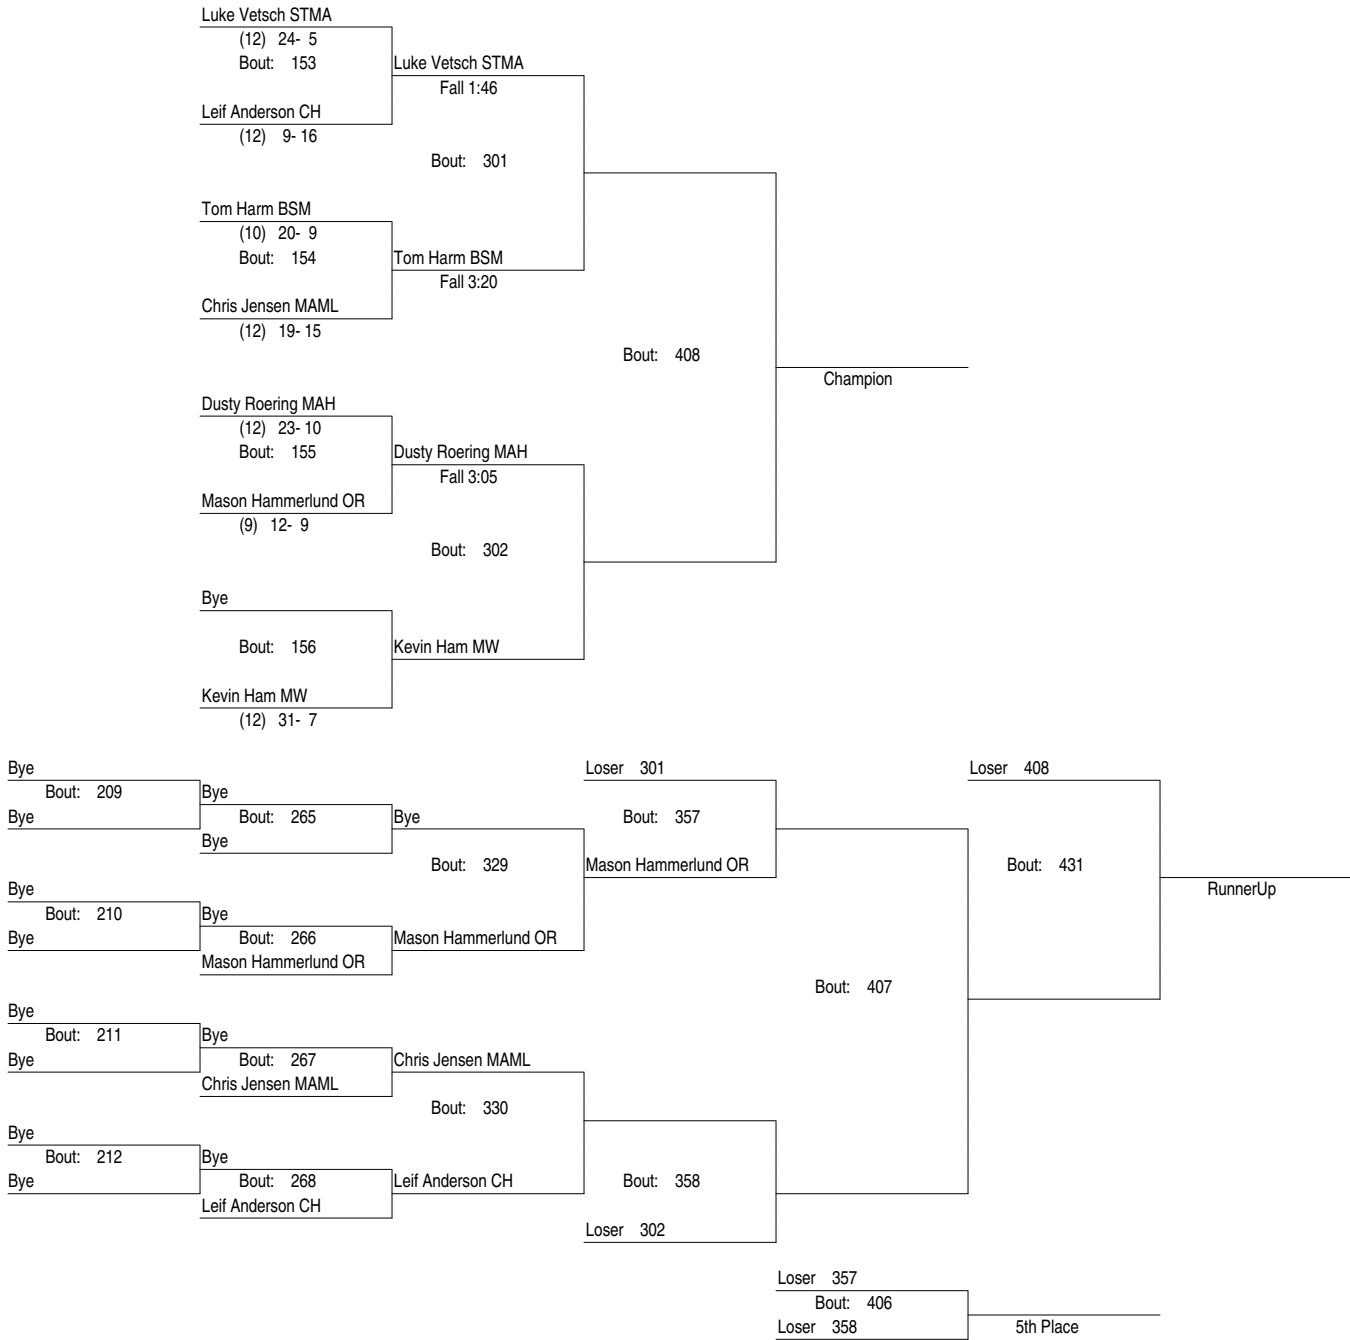 Luke Vetsch STMA
(12) 24- 5
Bout: 153
Luke Vetsch STMA
Fall 1:46
Leif Anderson CH
(12) 9- 16
Bout: 301
Tom Harm BSM
(10) 20- 9
Bout: 154
Tom Harm BSM
Fall 3:20
Chris Jensen MAML
(12) 19- 15
Bout: 408
Champion
Dusty Roering MAH
(12) 23- 10
Bout: 155
Dusty Roering MAH
Fall 3:05
Mason Hammerlund OR
(9) 12- 9
Bout: 302
Bye
Bout: 156
Kevin Ham MW
Kevin Ham MW
(12) 31- 7
Bye
Bout: 209
Bye
Bye
Bout: 265
Bye
Bye
Bout: 329
Loser 301
Bout: 357
Mason Hammerlund OR
Loser 408
Bout: 431
RunnerUp
Bye
Bout: 210
Bye
Bye
Bout: 266
Mason Hammerlund OR
Mason Hammerlund OR
Bout: 407
Bye
Bout: 211
Bye
Bye
Bout: 267
Chris Jensen MAML
Chris Jensen MAML
Bout: 330
Bye
Bout: 212
Bye
Bye
Bout: 268
Leif Anderson CH
Leif Anderson CH
Bout: 358
Loser 302
Loser 357
Bout: 406
Loser 358
5th Place